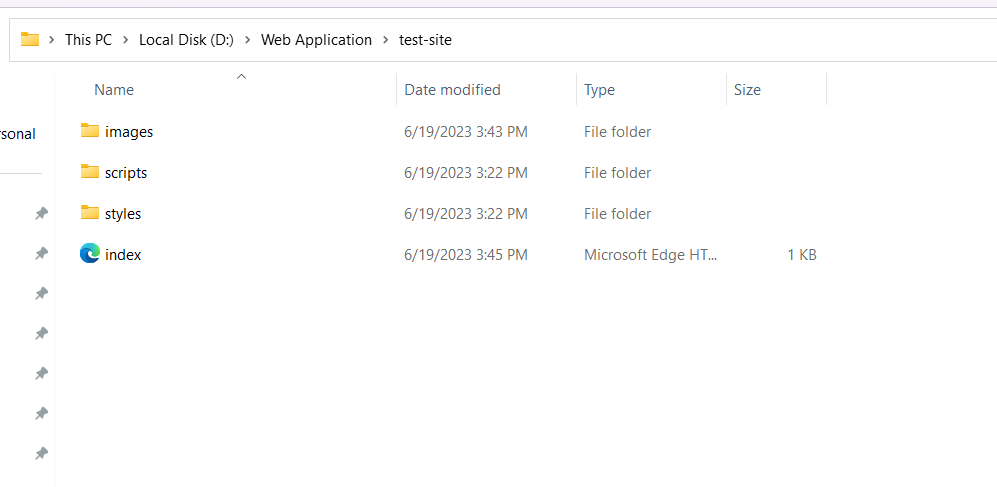 This PC > Local Disk (D:) > Web Application > test-site
Name Date modified Type Size
rsonal
images 6/19/2023 3:43 PM File folder
scripts 6/19/2023 3:22 PM File folder
styles 6/19/2023 3:22 PM File folder
index 6/19/2023 3:45 PM Microsoft Edge HT... 1 KB